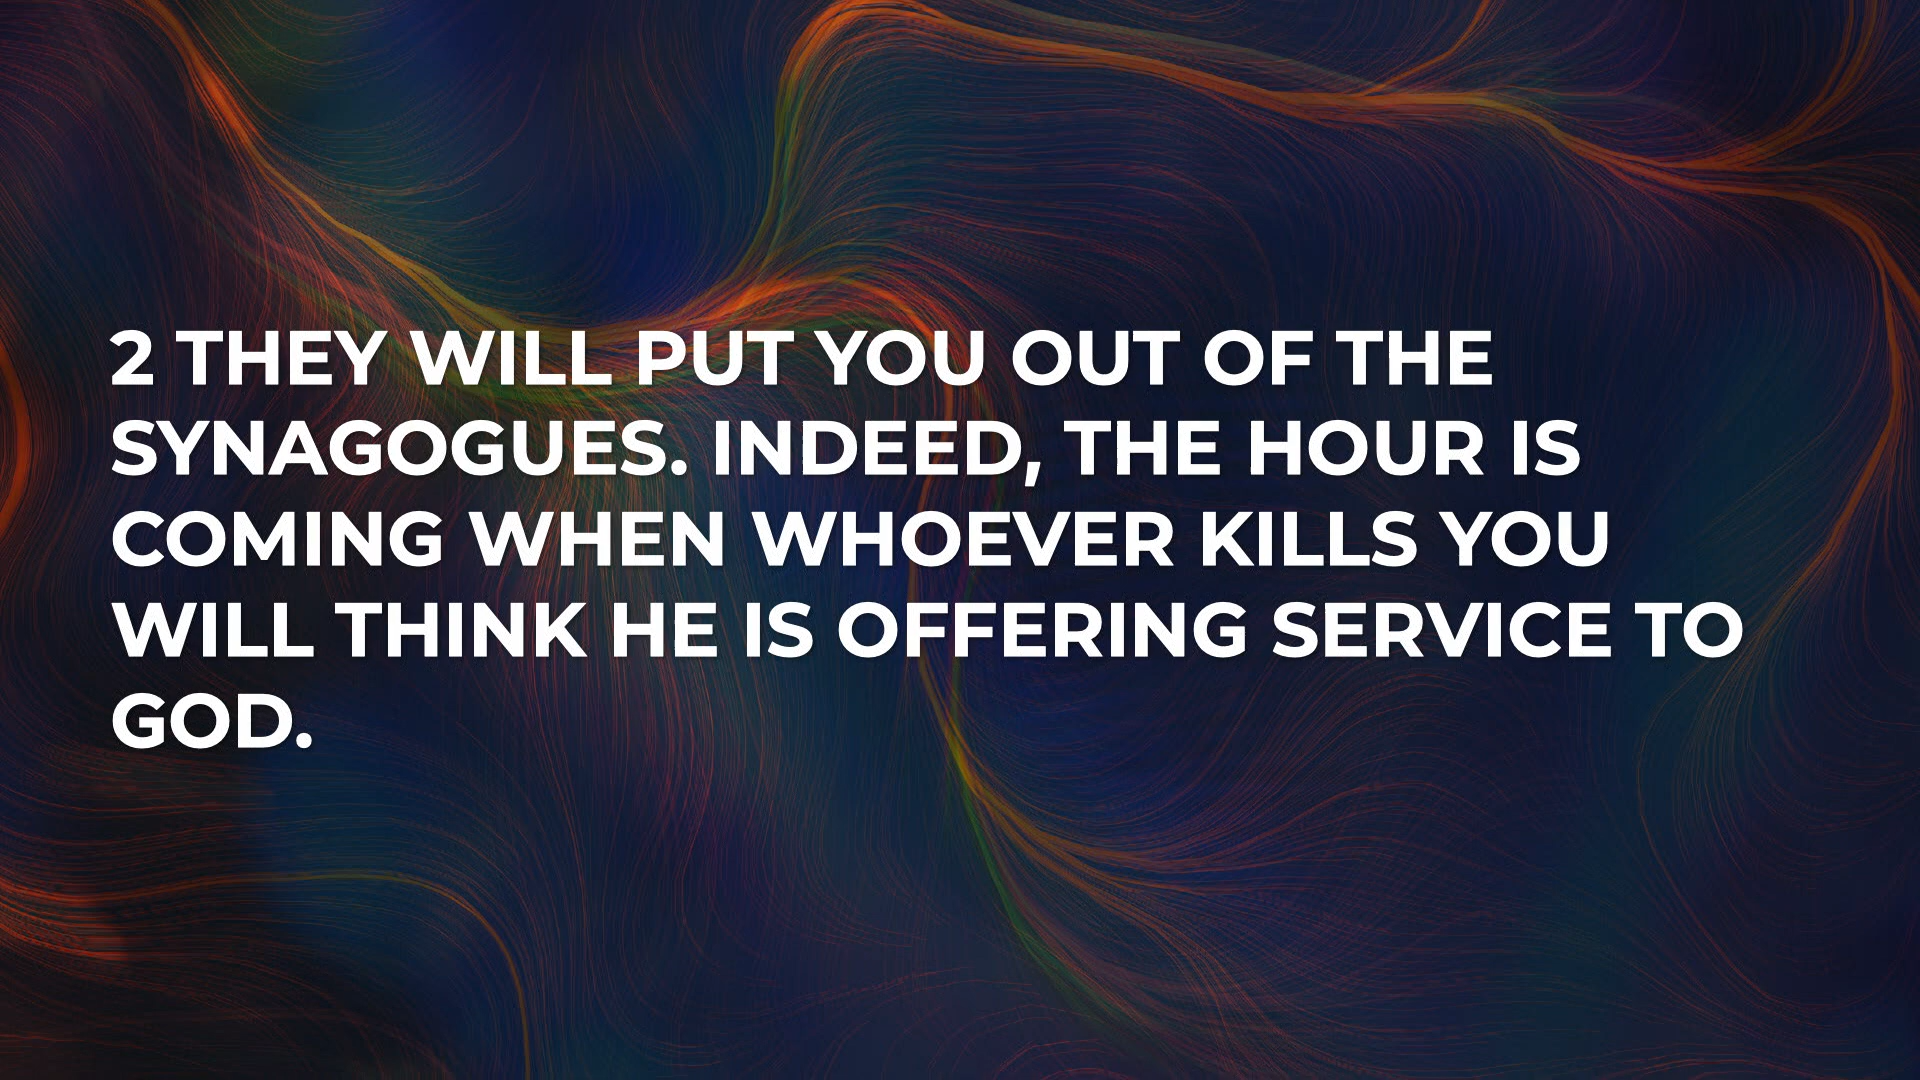 2 THEY WILL PUT YOU OUT OF THE
SYNAGOGUES. INDEED, THE HOUR IS
COMING WHEN WHOEVER KILLS YOU
WILL THINK HE IS OFFERING SERVICE TO
GOD.